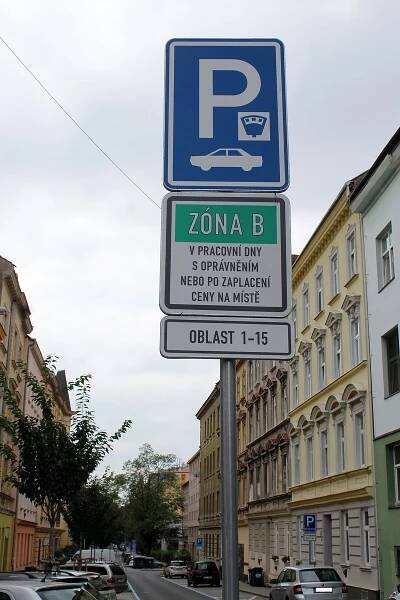 P
ZÓNA B
V PRACOVNÍ DNY
S OPRÁVNĚNÍM
NEBO PO ZAPLACENÍ
CENY NA MÍSTĚ
OBLAST 1-15
P